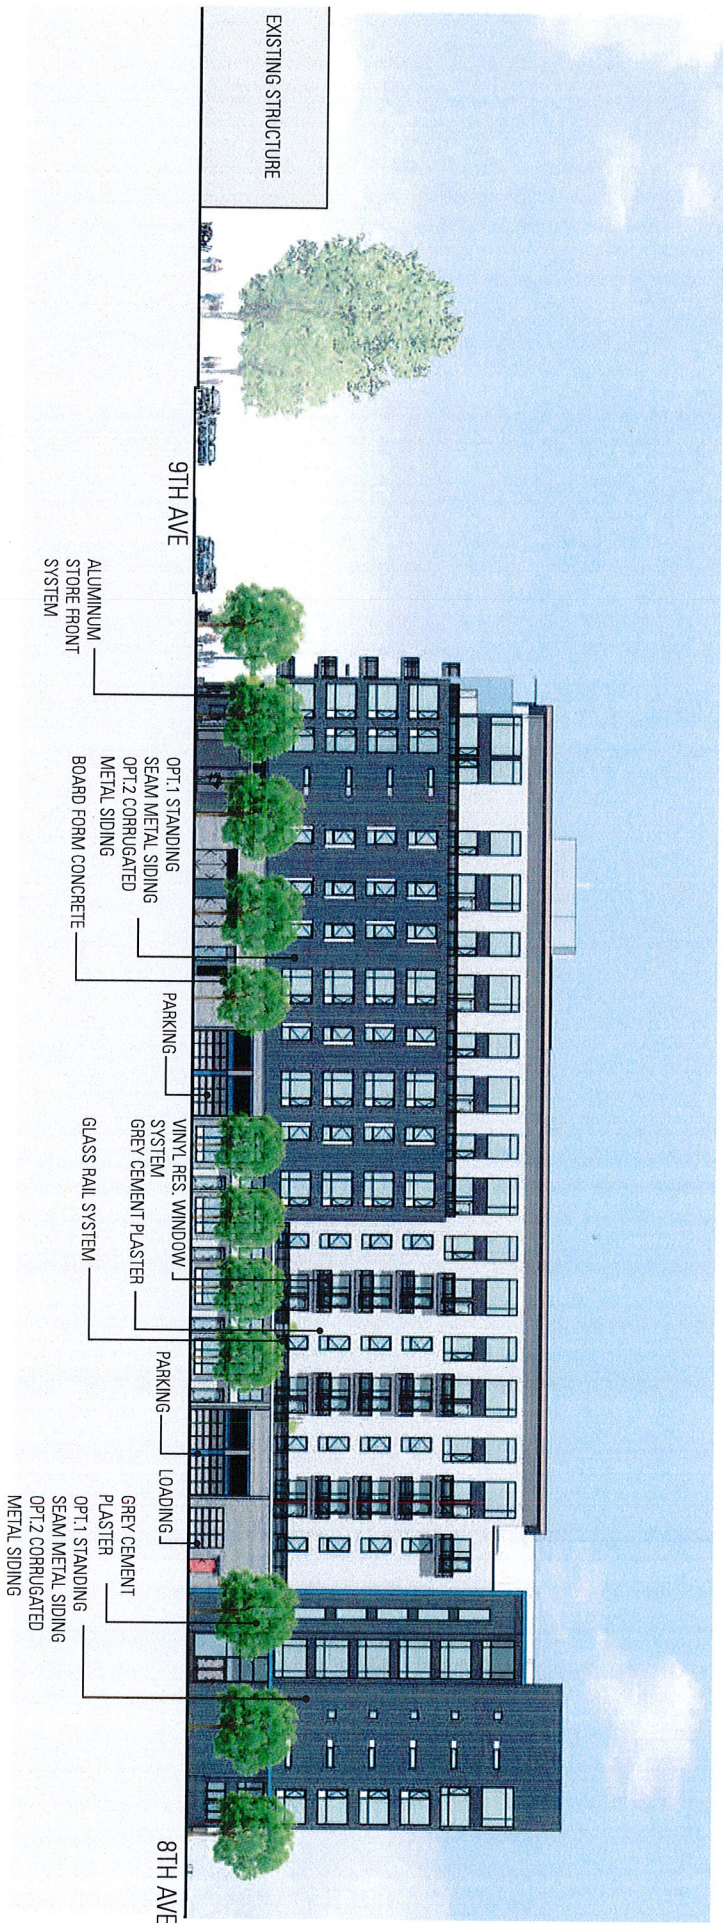 EXISTING STRUCTURE
9TH AVE
ALUMINUM
STORE FRONT
SYSTEM
OPT.1 STANDING
SEAM METAL SIDING
OPT.2 CORRUGATED
METAL SIDING
BOARD FORM CONCRETE
PARKING
VINYL RES. WINDOW
SYSTEM
GREY CEMENT PLASTER
GLASS RAIL SYSTEM
PARKING
LOADING
GREY CEMENT
PLASTER
OPT.1 STANDING
SEAM METAL SIDING
OPT.2 CORRUGATED
METAL SIDING
8TH AVE